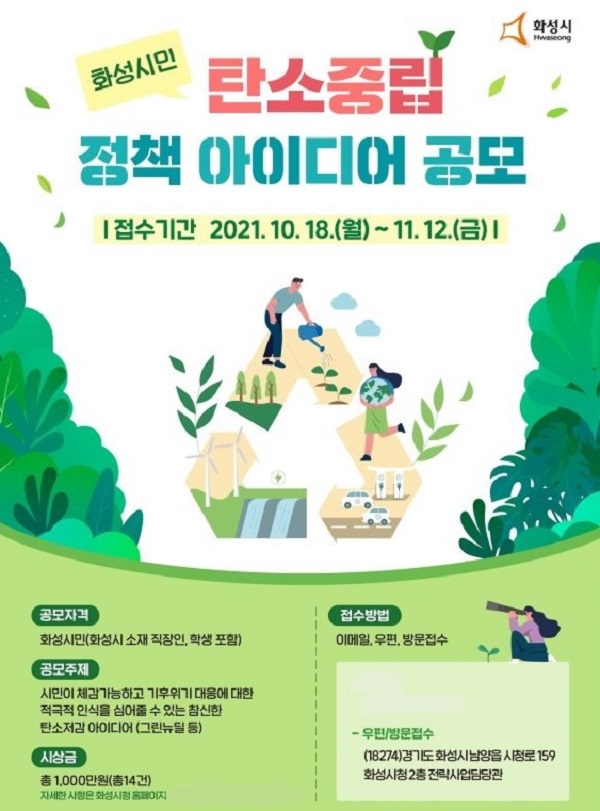 화성시
Hwaseong
화성시민
탄소중립
정책 아이디어 공모
접수기간 2021. 10. 18.(월) ~ 11. 12.(금)
공모자격
화성시민(화성시 소재 직장인, 학생 포함)
공모주제
시민이 체감가능하고 기후위기 대응에 대한
적극적 인식을 심어줄 수 있는 참신한
탄소저감 아이디어 (그린뉴딜 등)
시상금
총 1,000만원(총14건)
자세한 사항은 화성시청 홈페이지
접수방법
이메일, 우편, 방문접수
- 우편/방문접수
(18274)경기도 화성시 남양읍 시청로 159
화성시청 2층 전략사업담당관